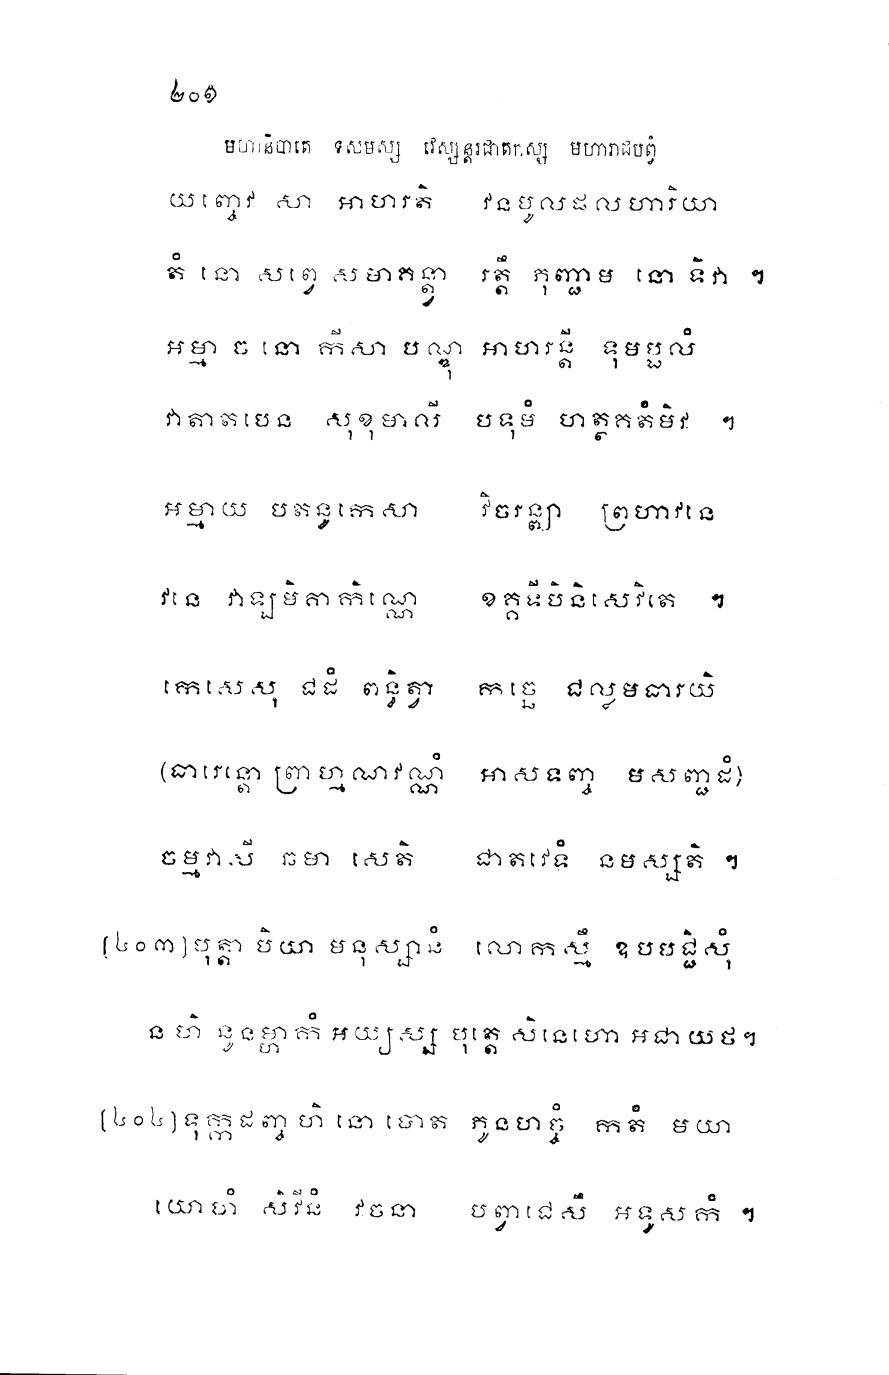 ២០១
មហានិបាតេ ទសមស្ស វេស្សន្តរជាតកស្ស មហារាជបព្វំ
យញ្ចេវ សា អាហរតិ វនមូលផលហារិយា
តំ នោ សព្វេ សមាគន្ត្វា រត្តឹ ភុញ្ជាម នោ ទិវា ។
អម្មា ច នោ កីសា បណ្ឌុ អាហរន្តី ទុមប្ផលំ
វាតាតបេន សុខុមាលី បទុមំ ហត្ថកតំមិវ ។
អម្មាយ បតនូកេសា វិចរន្ត្យា ព្រហាវនេ
វនេ វាឡមិគាកិណ្ណេ ខគ្គទីបិនិសេវិតេ ។
កេសេសុ ជដំ ពន្ធិត្វា កច្ឆេ ជល្លមធារយិ
(ធារេន្តោ ព្រាហ្មណាវណ្ណំ អាសទញ្ច មសញ្ជដំ)
ចម្មវាសី ឆមា សេតិ ជាតវេទំ នមស្សតិ ។
[៤០៣] បុត្តា បិយា មនុស្សានំ លោកស្មឹ ឧបបជ្ជិសុំ
ន ហិ នូនម្ហាកំ អយ្យស្ស បុត្តេ សិនេហោ អជាយថ។
[៤០៤] ទុក្កដញ្ច ហិ នោ បោត ភូនហច្ចំ កតំ មយា
យោហំ សិវីនំ វចនា បព្វាជេសឹ អទូសកំ ។